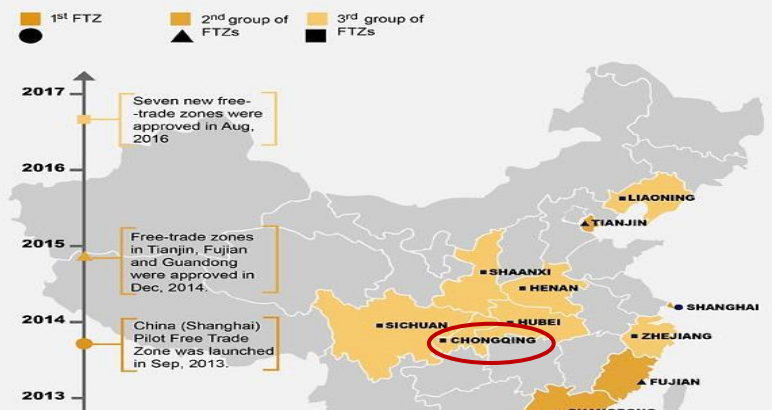 1st FTZ
2nd group of
FTZs
3rd group of
FTZs
2017
Seven new free-
-trade zones were
approved in Aug,
2016
2016
LIAONING
TIANJIN
2015
Free-trade zones
in Tianjin, Fujian
and Guandong
were approved in
Dec, 2014.
SHAANXI
HENAN
SHANGHAI
2014
China (Shanghai)
Pilot Free Trade
Zone was launched
in Sep, 2013.
SICHUAN
HUBEI
CHONGQING
ZHEJIANG
FUJIAN
2013